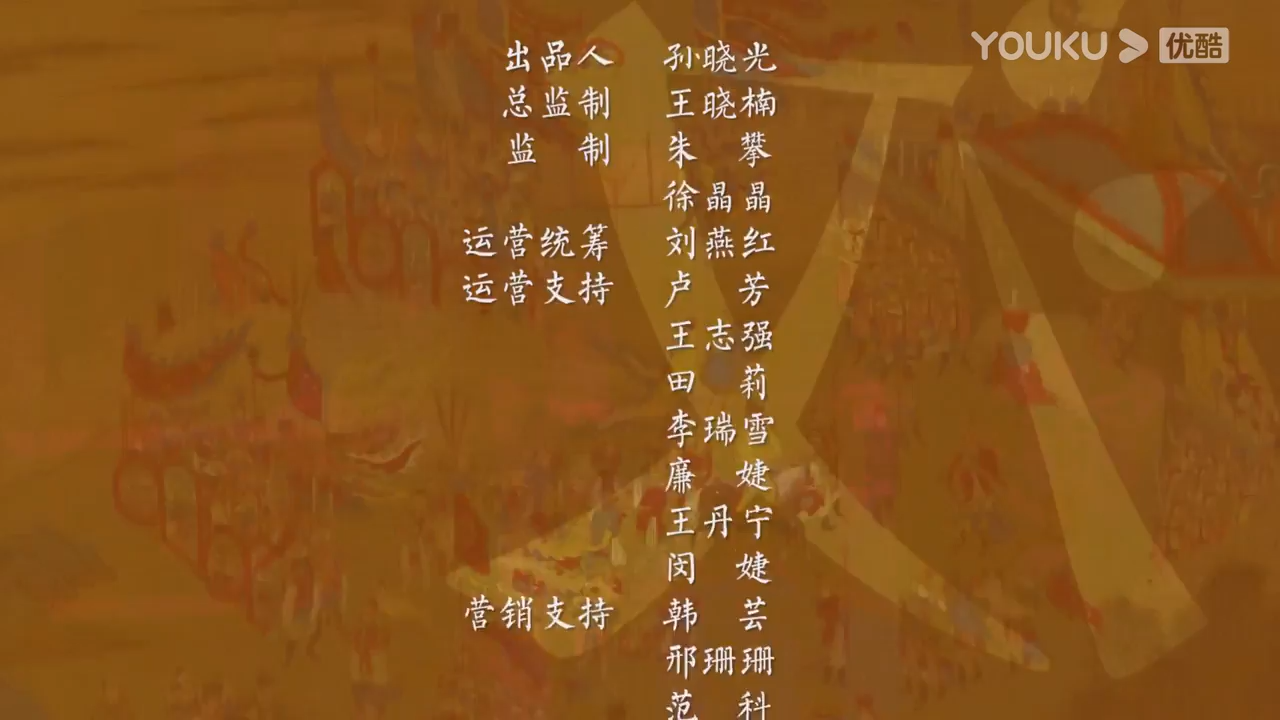 YOUKU 优酷
出品人 孙晓光
总监制 王晓楠
监制 朱攀
徐晶晶
运营统筹 刘燕红
运营支持 卢芳
王志强
田莉
李瑞雪
廉婕
王丹宁
闵婕
营销支持 韩芸
邢珊珊
范科